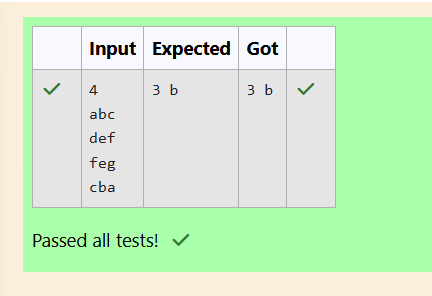 Input Expected Got
4 3 b 3 b
abc
def
feg
cba
Passed all tests!